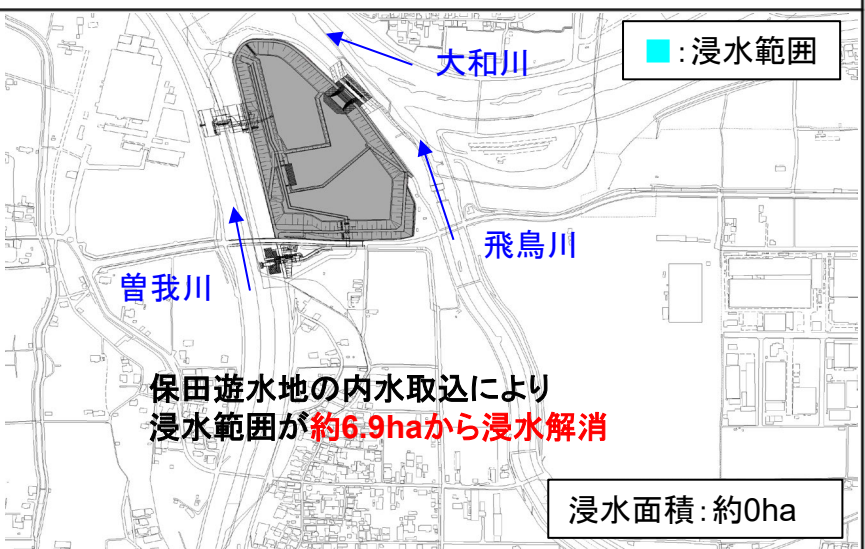 ■:浸水範囲
大和川
飛鳥川
曽我川
保田遊水地の内水取込により
浸水範囲が約6.9haから浸水解消
浸水面積:約0ha